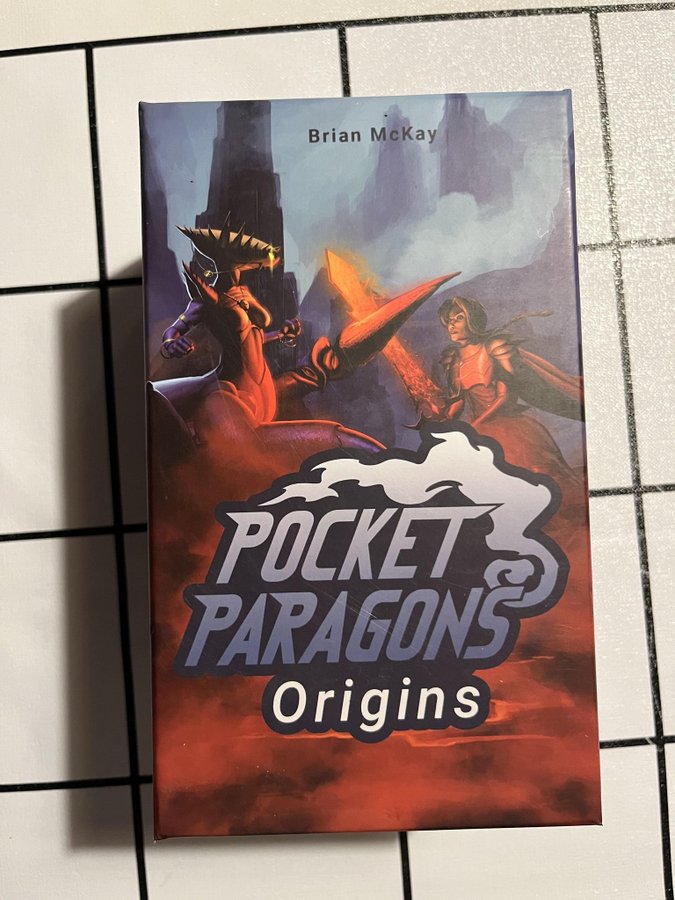 Brian McKay
POCKET
PARAGONS
Origins